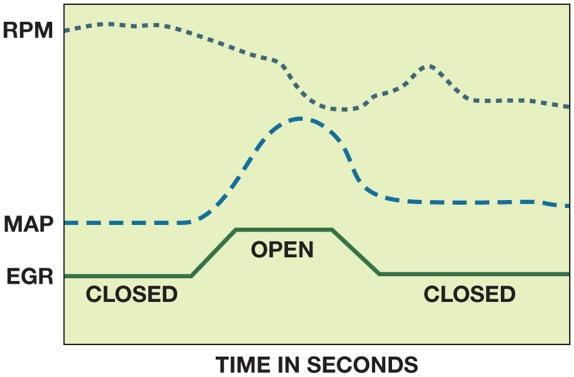 RPM
MAP
OPEN
EGR
CLOSED
CLOSED
TIME IN SECONDS